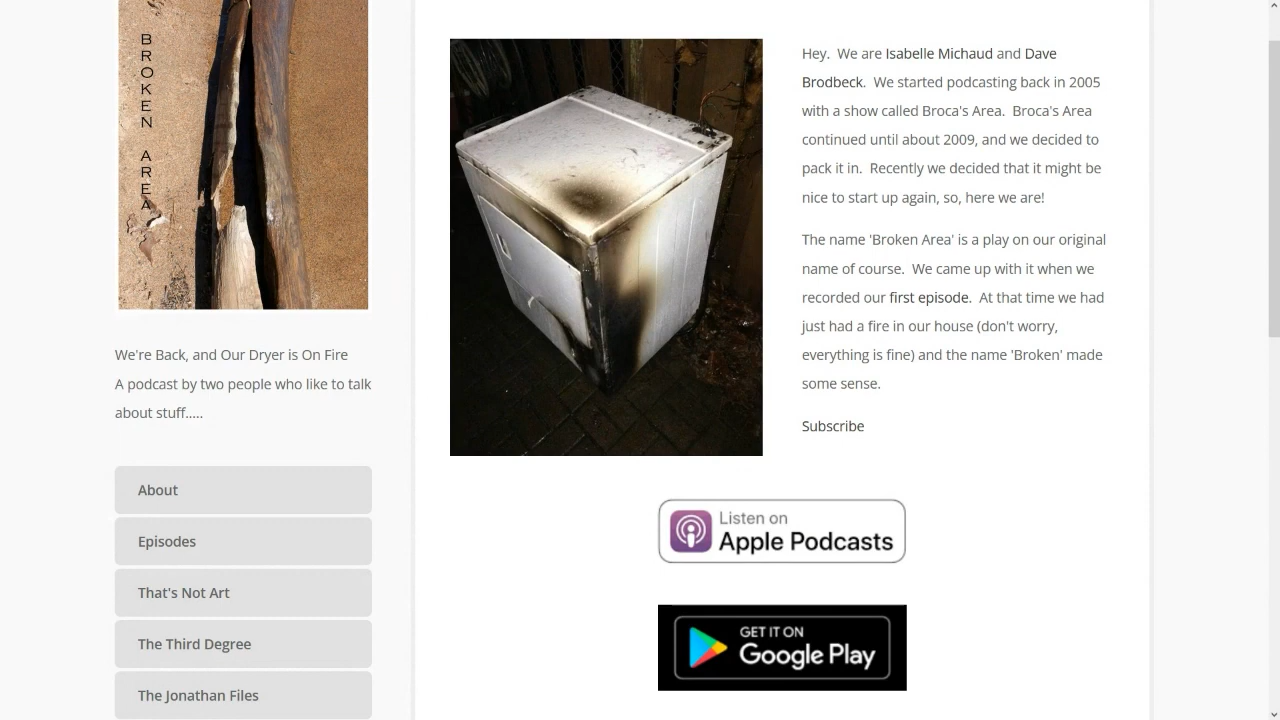 BROKEN AREA
We're Back, and Our Dryer is On Fire
A podcast by two people who like to talk
about stuff.....
About
Episodes
That's Not Art
The Third Degree
The Jonathan Files
Hey.  We are Isabelle Michaud and Dave
Brodbeck.  We started podcasting back in 2005
with a show called Broca's Area.  Broca's Area
continued until about 2009, and we decided to
pack it in.  Recently we decided that it might be
nice to start up again, so, here we are!
The name 'Broken Area' is a play on our original
name of course.  We came up with it when we
recorded our first episode.  At that time we had
just had a fire in our house (don't worry,
everything is fine) and the name 'Broken' made
some sense.
Subscribe
Listen on
Apple Podcasts
GET IT ON
Google Play